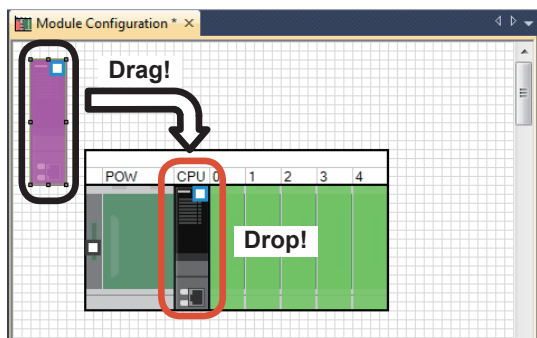 Module Configuration * ×
Drag!
POW CPU 0 1 2 3 4
Drop!